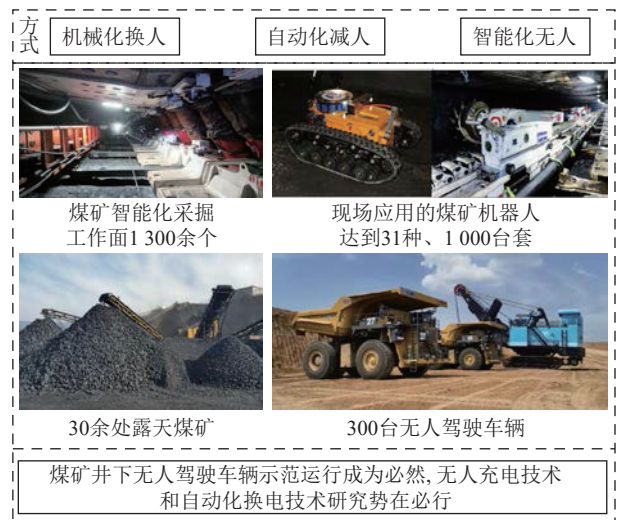 方式
机械化换人 自动化减人 智能化无人
煤矿智能化采掘
工作面1 300余个
现场应用的煤矿机器人
达到31种、1 000台套
30余处露天煤矿
300台无人驾驶车辆
煤矿井下无人驾驶车辆示范运行成为必然, 无人充电技术
和自动化换电技术研究势在必行